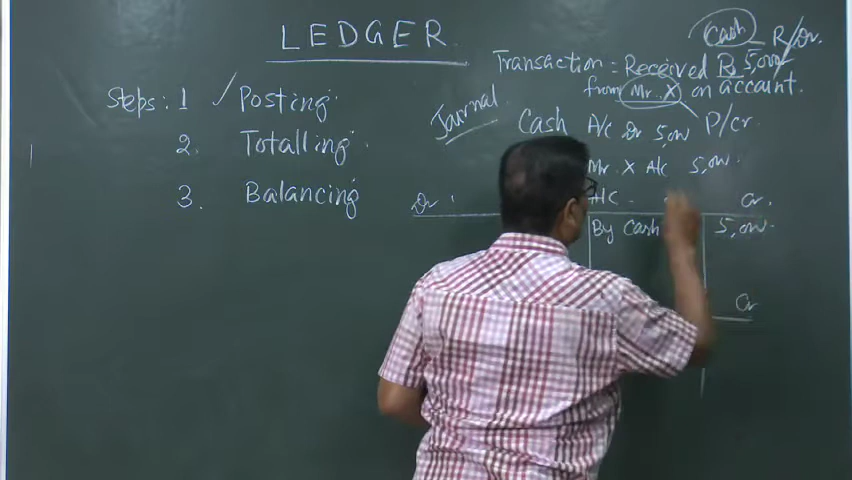 LEDGER
Cash R/Dr.
Transaction : Received Rs 5,000/-
from Mr. X on account.
Steps: 1 ✓ Posting
2. Totalling
3. Balancing
Journal
Cash A/c Dr 5,000 P/cr.
Mr. X A/c 5,000
Dr A/c Cr.
By Cash 5,000
Cr